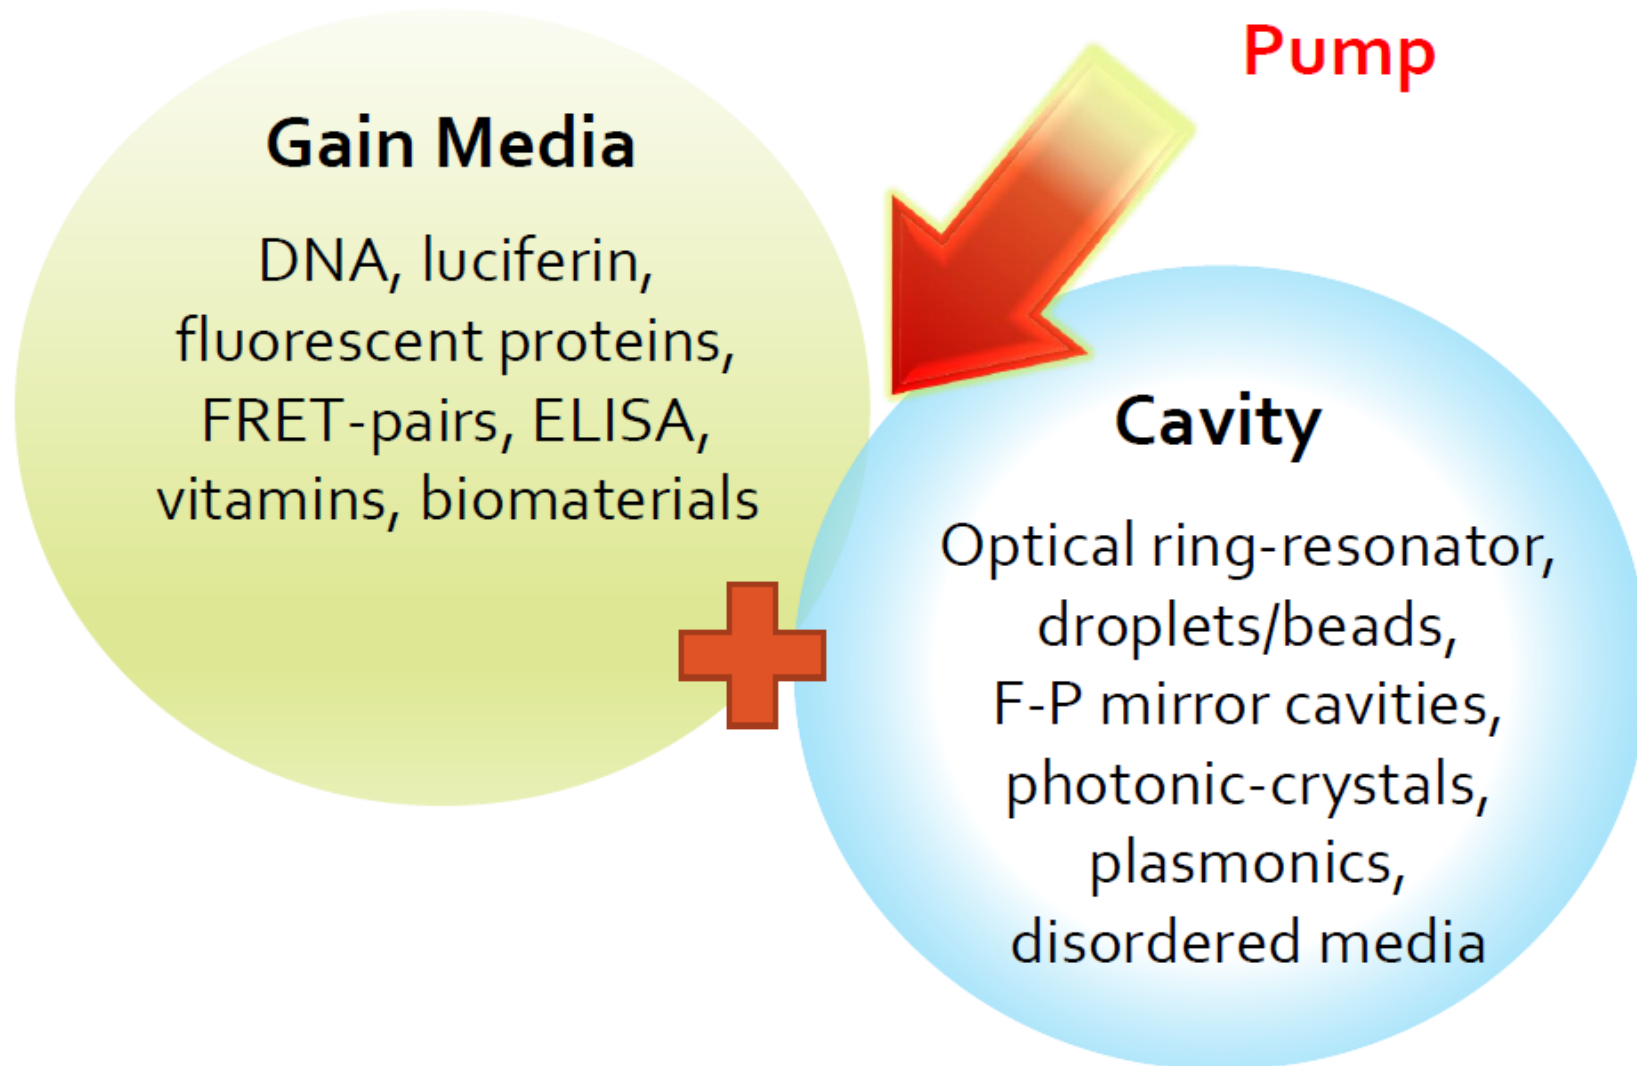 Pump
Gain Media
DNA, luciferin,
fluorescent proteins,
FRET-pairs, ELISA,
vitamins, biomaterials
Cavity
Optical ring-resonator,
droplets/beads,
F-P mirror cavities,
photonic-crystals,
plasmonics,
disordered media